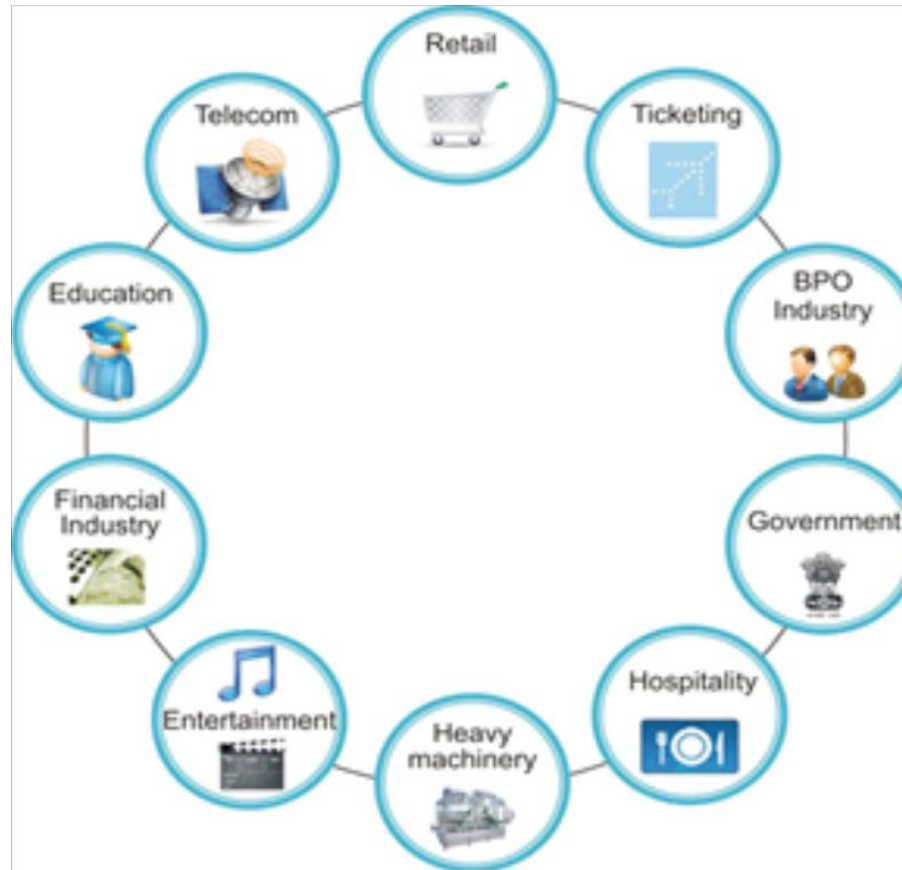 Retail
Ticketing
BPO
Industry
Government
Hospitality
Heavy
machinery
Entertainment
Financial
Industry
Education
Telecom